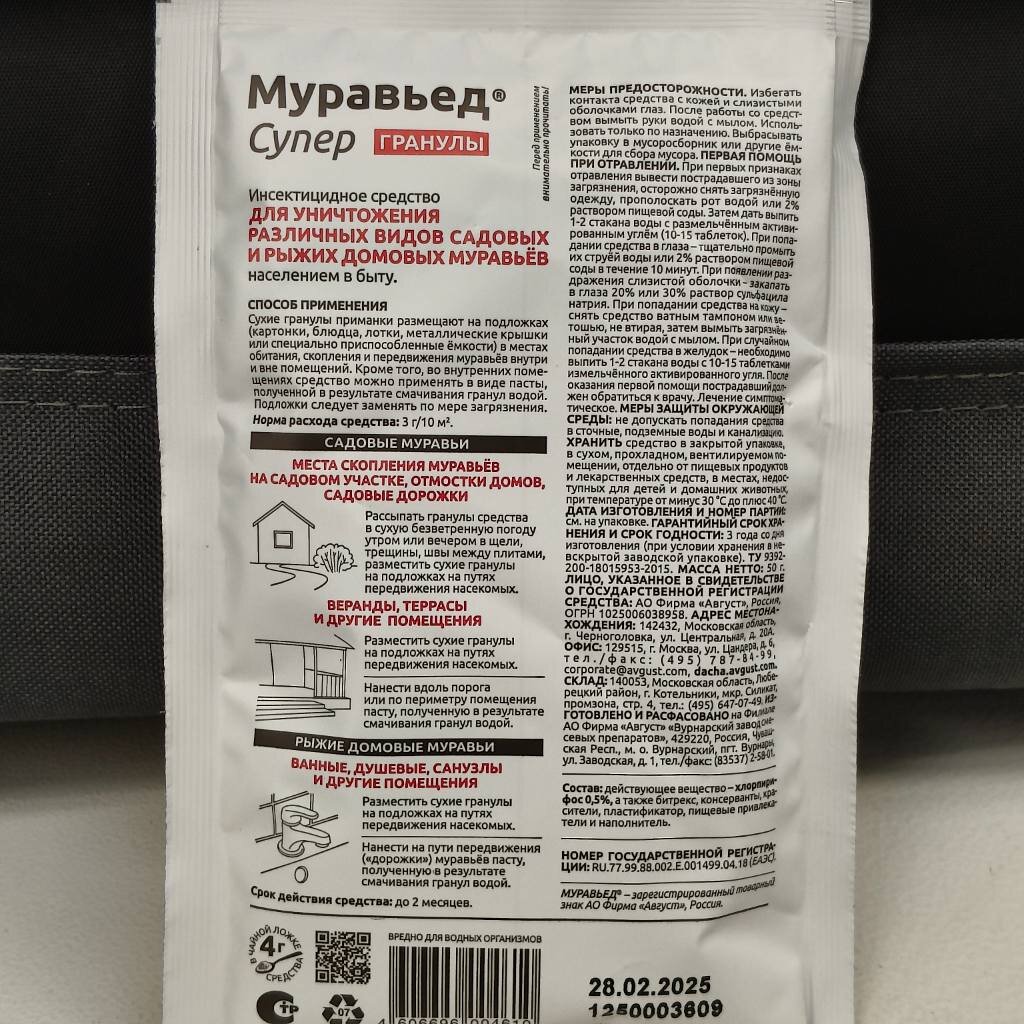 Муравьед®
Супер ГРАНУЛЫ
Перед применением
внимательно прочитать!
Инсектицидное средство
ДЛЯ УНИЧТОЖЕНИЯ
РАЗЛИЧНЫХ ВИДОВ САДОВЫХ
И РЫЖИХ ДОМОВЫХ МУРАВЬЁВ
населением в быту.
СПОСОБ ПРИМЕНЕНИЯ
Сухие гранулы приманки размещают на подложках
(картонки, блюдца, лотки, металлические крышки
или специально приспособленные ёмкости) в местах
обитания, скопления и передвижения муравьёв внутри
и вне помещений. Кроме того, во внутренних поме-
щениях средство можно применять в виде пасты,
полученной в результате смачивания гранул водой.
Подложки следует заменять по мере загрязнения.
Норма расхода средства: 3 г/10 м².
САДОВЫЕ МУРАВЬИ
МЕСТА СКОПЛЕНИЯ МУРАВЬЁВ
НА САДОВОМ УЧАСТКЕ, ОТМОСТКИ ДОМОВ,
САДОВЫЕ ДОРОЖКИ
Рассыпать гранулы средства
в сухую безветренную погоду
утром или вечером в щели,
трещины, швы между плитами,
разместить сухие гранулы
на подложках на путях
передвижения насекомых.
ВЕРАНДЫ, ТЕРРАСЫ
И ДРУГИЕ ПОМЕЩЕНИЯ
Разместить сухие гранулы
на подложках на путях
передвижения насекомых.
Нанести вдоль порога
или по периметру помещения
пасту, полученную в результате
смачивания гранул водой.
РЫЖИЕ ДОМОВЫЕ МУРАВЬИ
ВАННЫЕ, ДУШЕВЫЕ, САНУЗЛЫ
И ДРУГИЕ ПОМЕЩЕНИЯ
Разместить сухие гранулы
на подложках на путях
передвижения насекомых.
Нанести на пути передвижения
(«дорожки») муравьёв пасту,
полученную в результате
смачивания гранул водой.
Срок действия средства: до 2 месяцев.
МЕРЫ ПРЕДОСТОРОЖНОСТИ. Избегать
контакта средства с кожей и слизистыми
оболочками глаз. После работы со средст-
вом вымыть руки водой с мылом. Исполь-
зовать только по назначению. Выбрасывать
упаковку в мусоросборник или другие ём-
кости для сбора мусора. ПЕРВАЯ ПОМОЩЬ
ПРИ ОТРАВЛЕНИИ. При первых признаках
отравления вывести пострадавшего из зоны
загрязнения, осторожно снять загрязнённую
одежду, прополоскать рот водой или 2%
раствором пищевой соды. Затем дать выпить
1-2 стакана воды с размельчённым активи-
рованным углём (10-15 таблеток). При попа-
дании средства в глаза – тщательно промыть
их струёй воды или 2% раствором пищевой
соды в течение 10 минут. При появлении раз-
дражения слизистой оболочки – закапать
в глаза 20% или 30% раствор сульфацила
натрия. При попадании средства на кожу –
снять средство ватным тампоном или ве-
тошью, не втирая, затем вымыть загрязнён-
ный участок водой с мылом. При случайном
попадании средства в желудок – необходимо
выпить 1-2 стакана воды с 10-15 таблетками
измельчённого активированного угля. После
оказания первой помощи пострадавший дол-
жен обратиться к врачу. Лечение симптома-
тическое. МЕРЫ ЗАЩИТЫ ОКРУЖАЮЩЕЙ
СРЕДЫ: не допускать попадания средства
в сточные, подземные воды и канализацию.
ХРАНИТЬ средство в закрытой упаковке,
в сухом, прохладном, вентилируемом по-
мещении, отдельно от пищевых продуктов
и лекарственных средств, в местах, недос-
тупных для детей и домашних животных,
при температуре от минус 30 °С до плюс 40 °С.
ДАТА ИЗГОТОВЛЕНИЯ И НОМЕР ПАРТИИ:
см. на упаковке. ГАРАНТИЙНЫЙ СРОК ХРА-
НЕНИЯ И СРОК ГОДНОСТИ: 3 года со дня
изготовления (при условии хранения в не-
вскрытой заводской упаковке). ТУ 9392-
200-18015953-2015. МАССА НЕТТО: 50 г.
ЛИЦО, УКАЗАННОЕ В СВИДЕТЕЛЬСТВЕ
О ГОСУДАРСТВЕННОЙ РЕГИСТРАЦИИ
СРЕДСТВА: АО Фирма «Август», Россия,
ОГРН 1025006038958. АДРЕС МЕСТОНА-
ХОЖДЕНИЯ: 142432, Московская область,
г. Черноголовка, ул. Центральная, д. 20А.
ОФИС: 129515, г. Москва, ул. Цандера, д. 6,
тел./факс: (495) 787-84-99,
corporate@avgust.com, dacha.avgust.com.
СКЛАД: 140053, Московская область, Любе-
рецкий район, г. Котельники, мкр. Силикат,
промзона, стр. 4, тел.: (495) 647-07-49. ИЗ-
ГОТОВЛЕНО И РАСФАСОВАНО на Филиале
АО Фирма «Август» «Вурнарский завод сме-
севых препаратов», 429220, Россия, Чуваш-
ская Респ., м. о. Вурнарский, пгт. Вурнары,
ул. Заводская, д. 1, тел./факс: (83537) 2-58-01.
Состав: действующее вещество – хлорпири-
фос 0,5%, а также битрекс, консерванты, кра-
сители, пластификатор, пищевые привлека-
тели и наполнитель.
НОМЕР ГОСУДАРСТВЕННОЙ РЕГИСТРА-
ЦИИ: RU.77.99.88.002.E.001499.04.18 (ЕАЭС).
МУРАВЬЕД® – зарегистрированный товарный
знак АО Фирма «Август», Россия.
В ЧАЙНОЙ ЛОЖКЕ
4 г
СРЕДСТВА
ВРЕДНО ДЛЯ ВОДНЫХ ОРГАНИЗМОВ
СТР
07
4 606696 004610
28.02.2025
1250003609